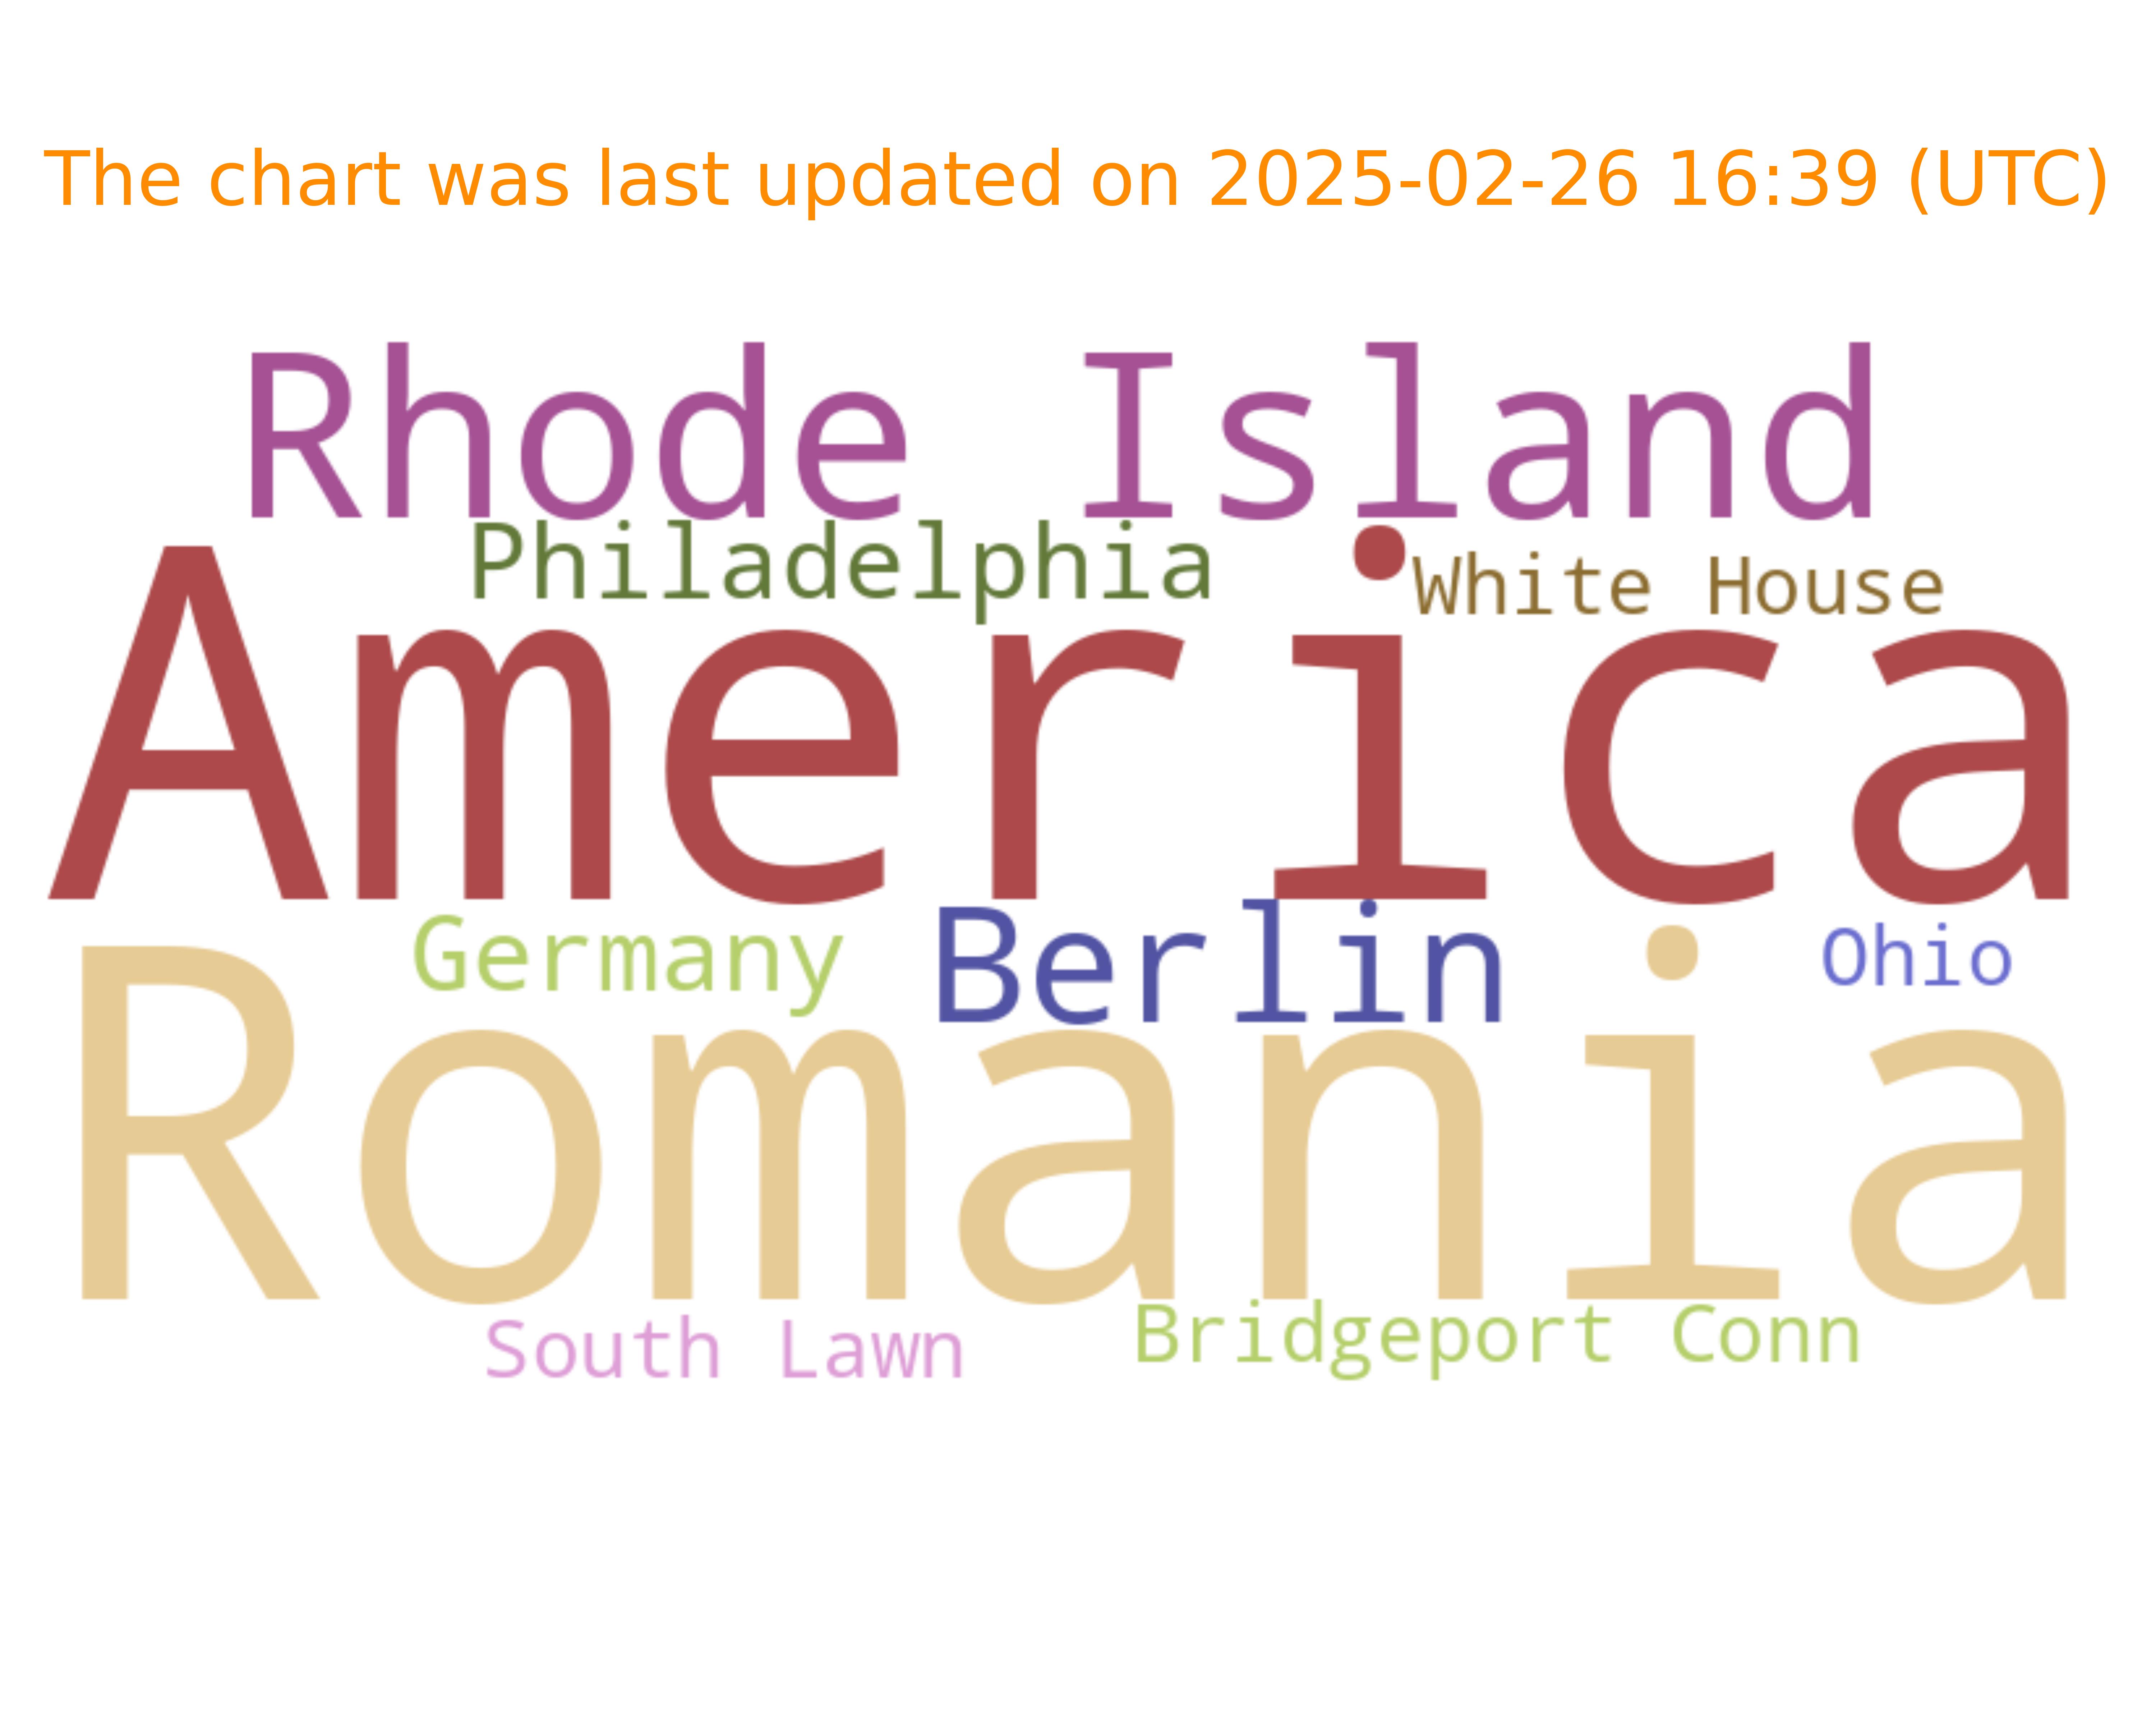 The chart was last updated on 2025-02-26 16:39 (UTC)
Rhode Island
Philadelphia
White House
America
Germany
Berlin
Ohio
Romania
South Lawn
Bridgeport Conn